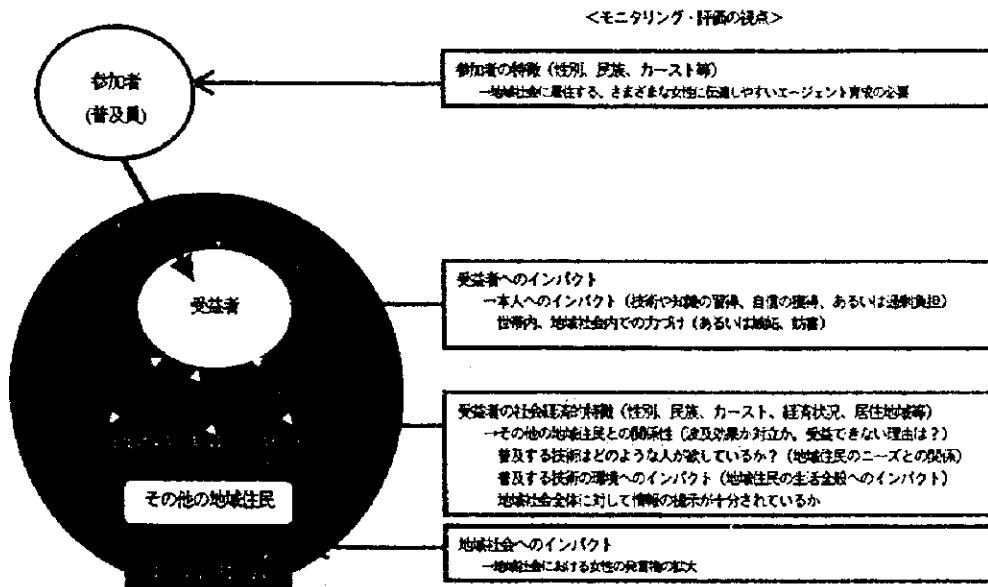 ＜モニタリング・評価の視点＞
参加者
(普及員)
参加者の特徴（性別、民族、カースト等）
→地域社会に居住する、さまざまな女性に伝達しやすいエージェント育成の必要
受益者
受益者へのインパクト
→本人へのインパクト（技術や知識の習得、自信の獲得、あるいは過剰負担）
世帯内、地域社会内での力づけ（あるいは嫉妬、妨害）
受益者の社会経済的特徴（性別、民族、カースト、経済状況、居住地域等）
→その他の地域住民との関係性（波及効果か対立か。受益できない理由は？）
普及する技術はどのような人が欲しているか？（地域住民のニーズとの関係）
普及する技術の環境へのインパクト（地域住民の生活全般へのインパクト）
地域社会全体に対して情報の提示が十分されているか
その他の地域住民
地域社会へのインパクト
→地域社会における女性の発言権の拡大